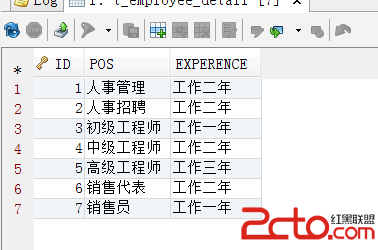 Log
1. t_employee_detail [7]
* ID POS EXPERENCE
1 1 人事管理 工作二年
2 2 人事招聘 工作二年
3 3 初级工程师 工作一年
4 4 中级工程师 工作二年
5 5 高级工程师 工作三年
6 6 销售代表 工作二年
7 7 销售员 工作一年
2cto.com
红黑联盟